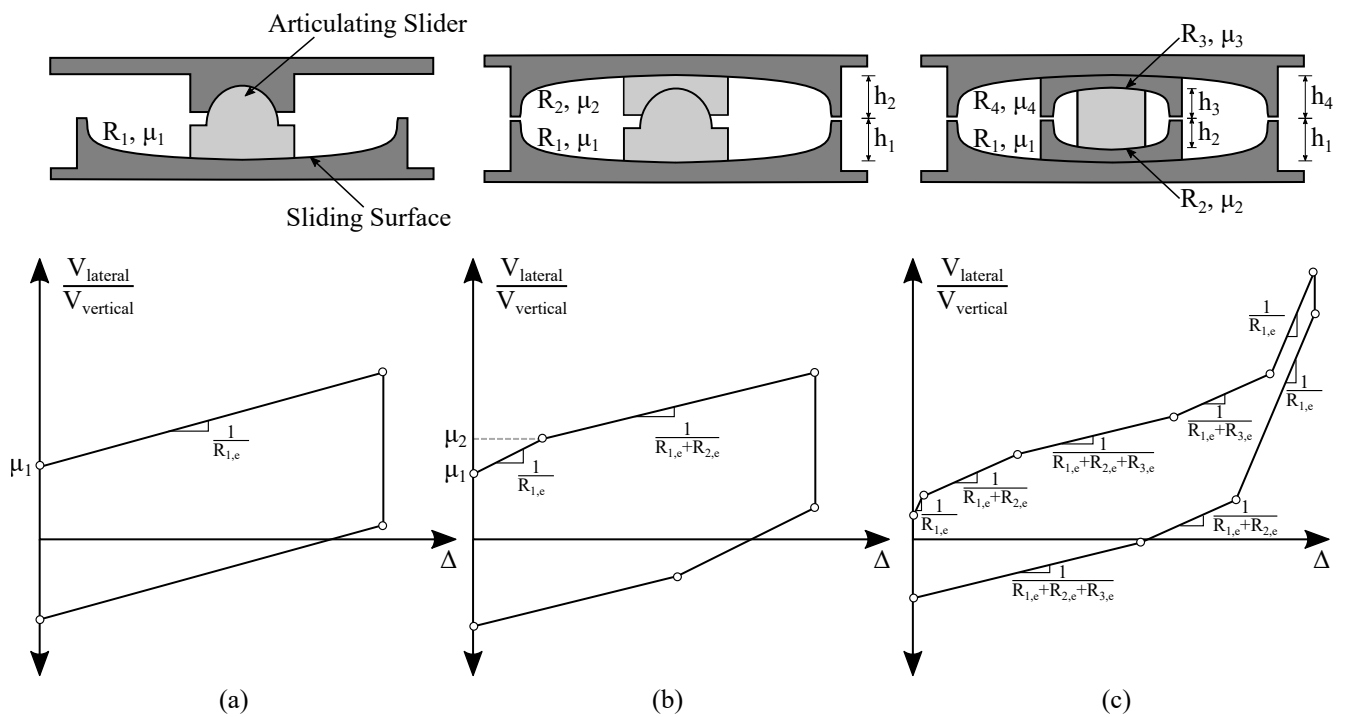 Articulating Slider
R1, μ1
Sliding Surface
R2, μ2
R1, μ1
h2
h1
R3, μ3
R4, μ4
R1, μ1
h3
h2
h4
h1
R2, μ2
Vlateral
Vvertical
μ1
1
R1,e
Δ
(a)
Vlateral
Vvertical
μ2
μ1
1
R1,e
1
R1,e+R2,e
Δ
(b)
Vlateral
Vvertical
1
R1,e
1
R1,e+R2,e
1
R1,e+R2,e+R3,e
1
R1,e+R3,e
1
R1,e
1
R1,e
1
R1,e+R2,e
1
R1,e+R2,e+R3,e
Δ
(c)